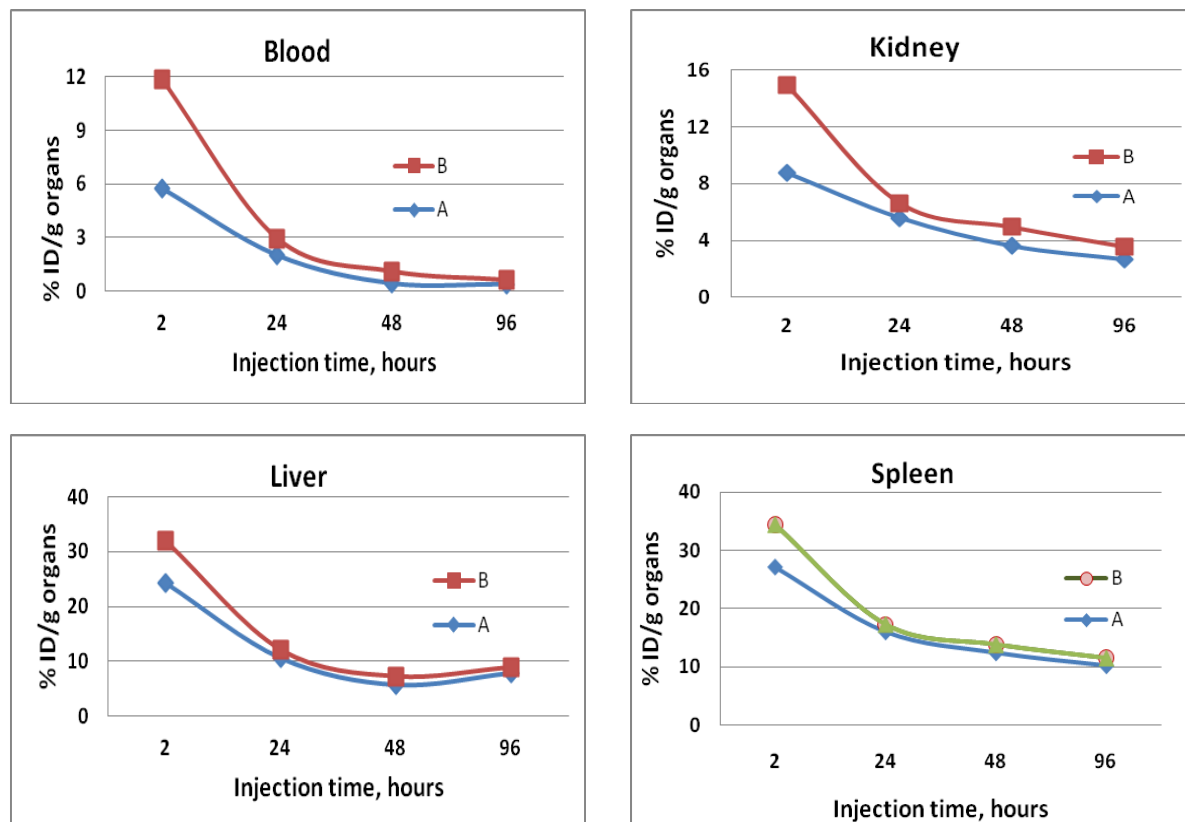 Blood
% ID/g organs
12
9
6
3
0
B
A
2 24 48 96
Injection time, hours
Kidney
% ID/g organs
16
12
8
4
0
B
A
2 24 48 96
Injection time, hours
Liver
% ID/g organs
40
30
20
10
0
B
A
2 24 48 96
Injection time, hours
Spleen
% ID/g organs
40
30
20
10
0
B
A
2 24 48 96
Injection time, hours